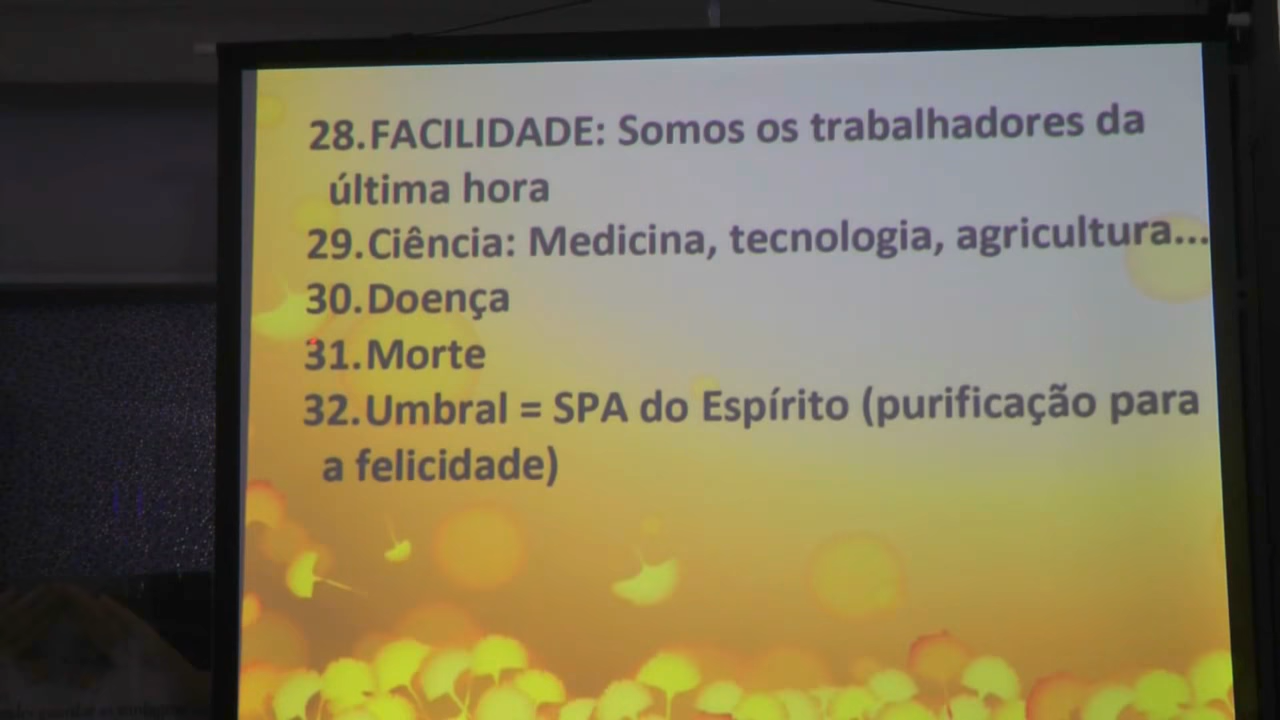 28.FACILIDADE: Somos os trabalhadores da
última hora
29.Ciência: Medicina, tecnologia, agricultura...
30.Doença
31.Morte
32.Umbral = SPA do Espírito (purificação para
a felicidade)